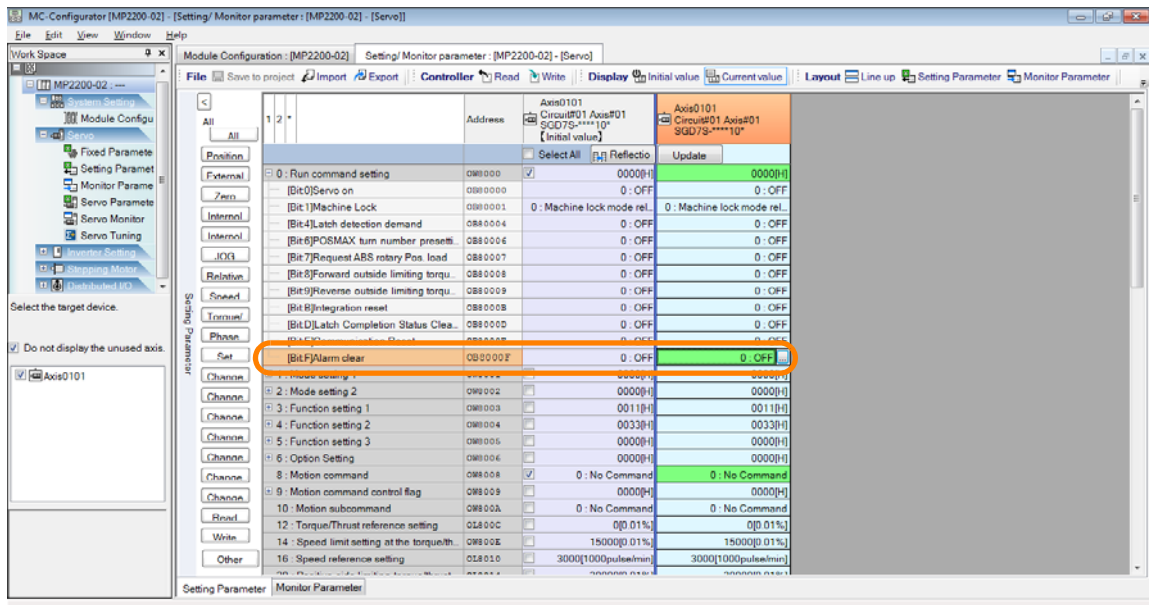 MC-Configurator [MP2200-02] - [Setting/ Monitor parameter : [MP2200-02] - [Servo]]
File Edit View Window Help
Work Space
MP2200-02 : ---
System Setting
Module Configu
Servo
Fixed Paramete
Setting Paramet
Monitor Parame
Servo Paramete
Servo Monitor
Servo Tuning
Inverter Setting
Stepping Motor
Distributed I/O
Select the target device.
Do not display the unused axis.
Axis0101
Module Configuration : [MP2200-02] Setting/ Monitor parameter : [MP2200-02] - [Servo]
File Save to project Import Export Controller Read Write Display Initial value Current value Layout Line up Setting Parameter Monitor Parameter
Setting Parameter
<
All
All
Position
External
Zero
Internol
Internol
JOG
Relative
Speed
Torque/
Phase
Set
Change
Change
Change
Change
Change
Change
Change
Read
Write
Other
1 2 * Address Axis0101 Circuit#01 Axis#01 SGD7S-****10* 【Initial value】 Axis0101 Circuit#01 Axis#01 SGD7S-****10*
Select All Reflectio Update
0 : Run command setting OW8000 0000[H] 0000[H]
[Bit:0]Servo on OB80000 0 : OFF 0 : OFF
[Bit:1]Machine Lock OB80001 0 : Machine lock mode rel... 0 : Machine lock mode rel...
[Bit:4]Latch detection demand OB80004 0 : OFF 0 : OFF
[Bit:6]POSMAX turn number presetti... OB80006 0 : OFF 0 : OFF
[Bit:7]Request ABS rotary Pos. load OB80007 0 : OFF 0 : OFF
[Bit:8]Forward outside limiting torqu... OB80008 0 : OFF 0 : OFF
[Bit:9]Reverse outside limiting torqu... OB80009 0 : OFF 0 : OFF
[Bit:B]Integration reset OB8000B 0 : OFF 0 : OFF
[Bit:D]Latch Completion Status Clea... OB8000D 0 : OFF 0 : OFF
[Bit:F]Alarm clear OB8000F 0 : OFF 0 : OFF ...
2 : Mode setting 2 OW8002 0000[H] 0000[H]
3 : Function setting 1 OW8003 0011[H] 0011[H]
4 : Function setting 2 OW8004 0033[H] 0033[H]
5 : Function setting 3 OW8005 0000[H] 0000[H]
6 : Option Setting OW8006 0000[H] 0000[H]
8 : Motion command OW8008 0 : No Command 0 : No Command
9 : Motion command control flag OW8009 0000[H] 0000[H]
10 : Motion subcommand OW800A 0 : No Command 0 : No Command
12 : Torque/Thrust reference setting OL800C 0[0.01%] 0[0.01%]
14 : Speed limit setting at the torque/th... OW800E 15000[0.01%] 15000[0.01%]
16 : Speed reference setting OL8010 3000[1000pulse/min] 3000[1000pulse/min]
Setting Parameter Monitor Parameter